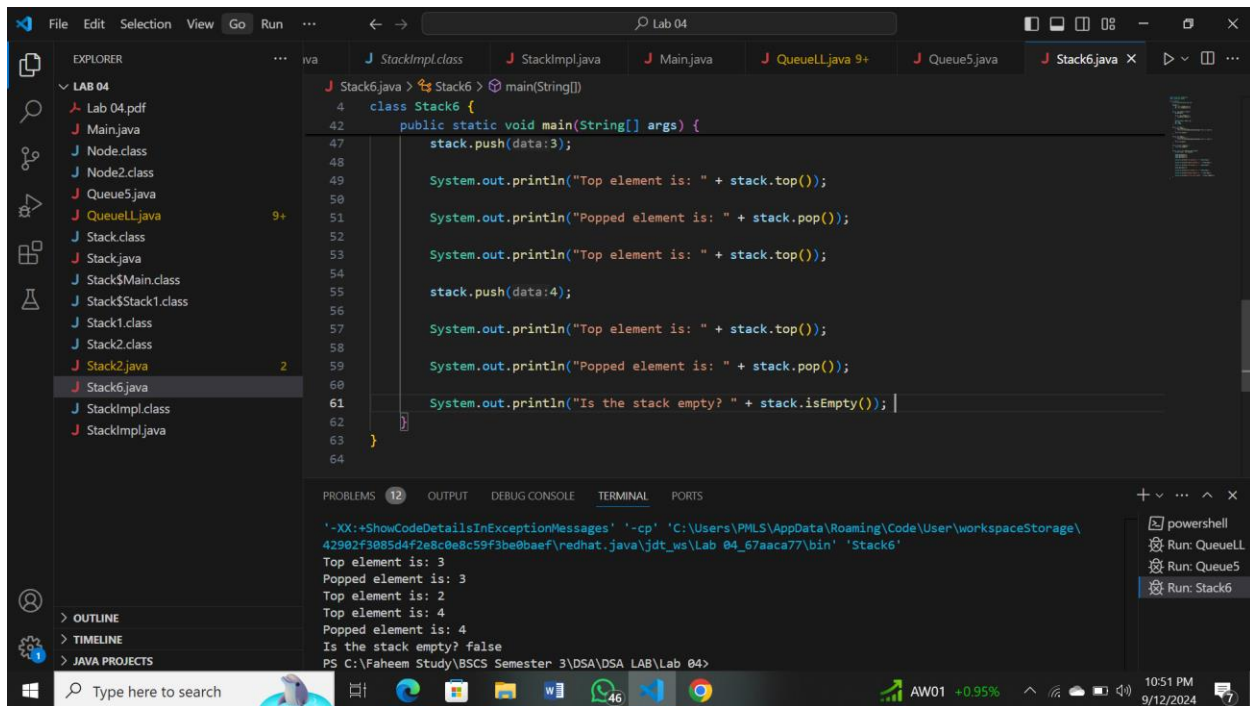 File Edit Selection View Go Run ···
Lab 04
EXPLORER ···
LAB 04
Lab 04.pdf
J Main.java
J Node.class
J Node2.class
J Queue5.java
J QueueLL.java 9+
J Stack.class
J Stack.java
J Stack$Main.class
J Stack$Stack1.class
J Stack1.class
J Stack2.class
J Stack2.java 2
J Stack6.java
J StackImpl.class
J StackImpl.java
OUTLINE
TIMELINE
JAVA PROJECTS
1
ava J StackImpl.class J StackImpl.java J Main.java J QueueLL.java 9+ J Queue5.java J Stack6.java ···
J Stack6.java > Stack6 > main(String[])
4 class Stack6 {
42 public static void main(String[] args) {
47 stack.push(data:3);
48
49 System.out.println("Top element is: " + stack.top());
50
51 System.out.println("Popped element is: " + stack.pop());
52
53 System.out.println("Top element is: " + stack.top());
54
55 stack.push(data:4);
56
57 System.out.println("Top element is: " + stack.top());
58
59 System.out.println("Popped element is: " + stack.pop());
60
61 System.out.println("Is the stack empty? " + stack.isEmpty());
62 }
63 }
64
PROBLEMS 12 OUTPUT DEBUG CONSOLE TERMINAL PORTS
'-XX:+ShowCodeDetailsInExceptionMessages' '-cp' 'C:\Users\PMLS\AppData\Roaming\Code\User\workspaceStorage\
42902f3085d4f2e8c0e8c59f3be0baef\redhat.java\jdt_ws\Lab 04_67aaca77\bin' 'Stack6'
Top element is: 3
Popped element is: 3
Top element is: 2
Top element is: 4
Popped element is: 4
Is the stack empty? false
PS C:\Faheem Study\BSCS Semester 3\DSA\DSA LAB\Lab 04>
powershell
Run: QueueLL
Run: Queue5
Run: Stack6
Type here to search
46
AW01 +0.95%
10:51 PM
9/12/2024
7